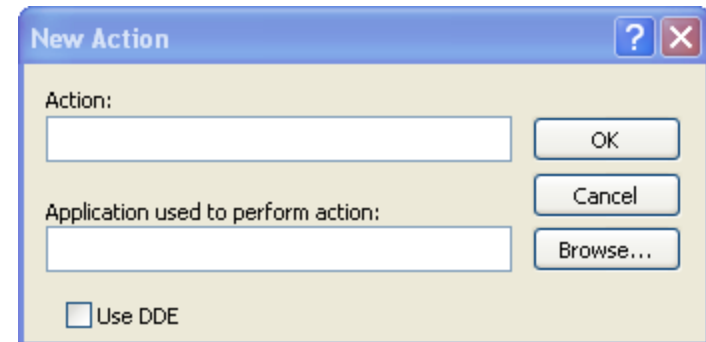 New Action
?
Action:
OK
Cancel
Application used to perform action:
Browse...
Use DDE